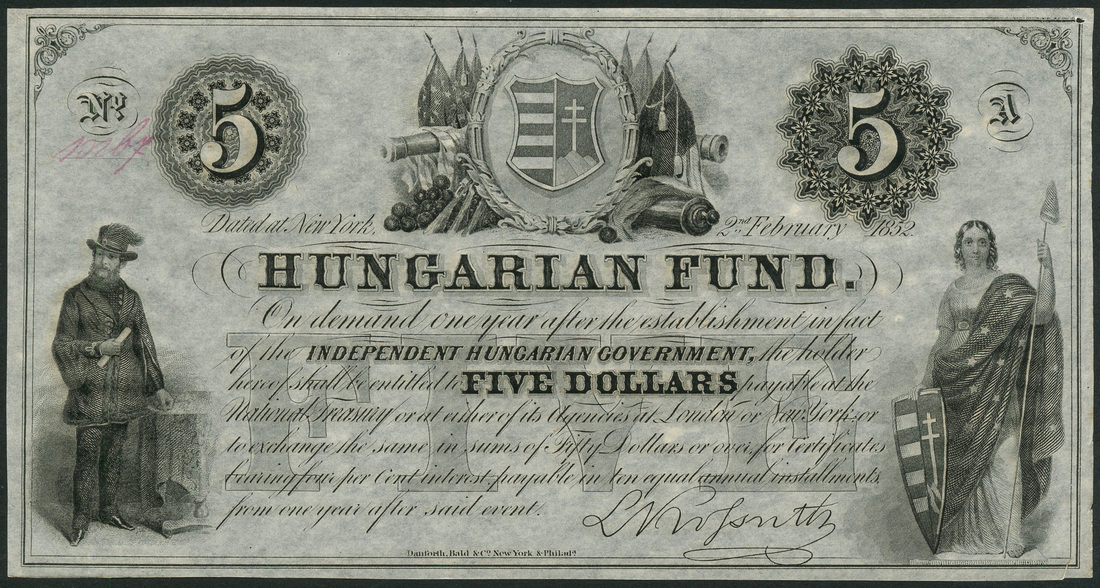 No
5
5
A
Dated at New York, 2nd February 1852.
HUNGARIAN FUND.
On demand one year after the establishment in fact
of the INDEPENDENT HUNGARIAN GOVERNMENT, the holder
hereof shall be entitled to FIVE DOLLARS payable at the
National Treasury or at either of its Agencies at London or New York: or
to exchange the same in sums of Fifty Dollars or over, for Certificates
bearing four per Cent interest payable in ten equal annual installments,
from one year after said event.
FIVE
L Kossuth
Danforth, Bald & Co. New York & Philada.